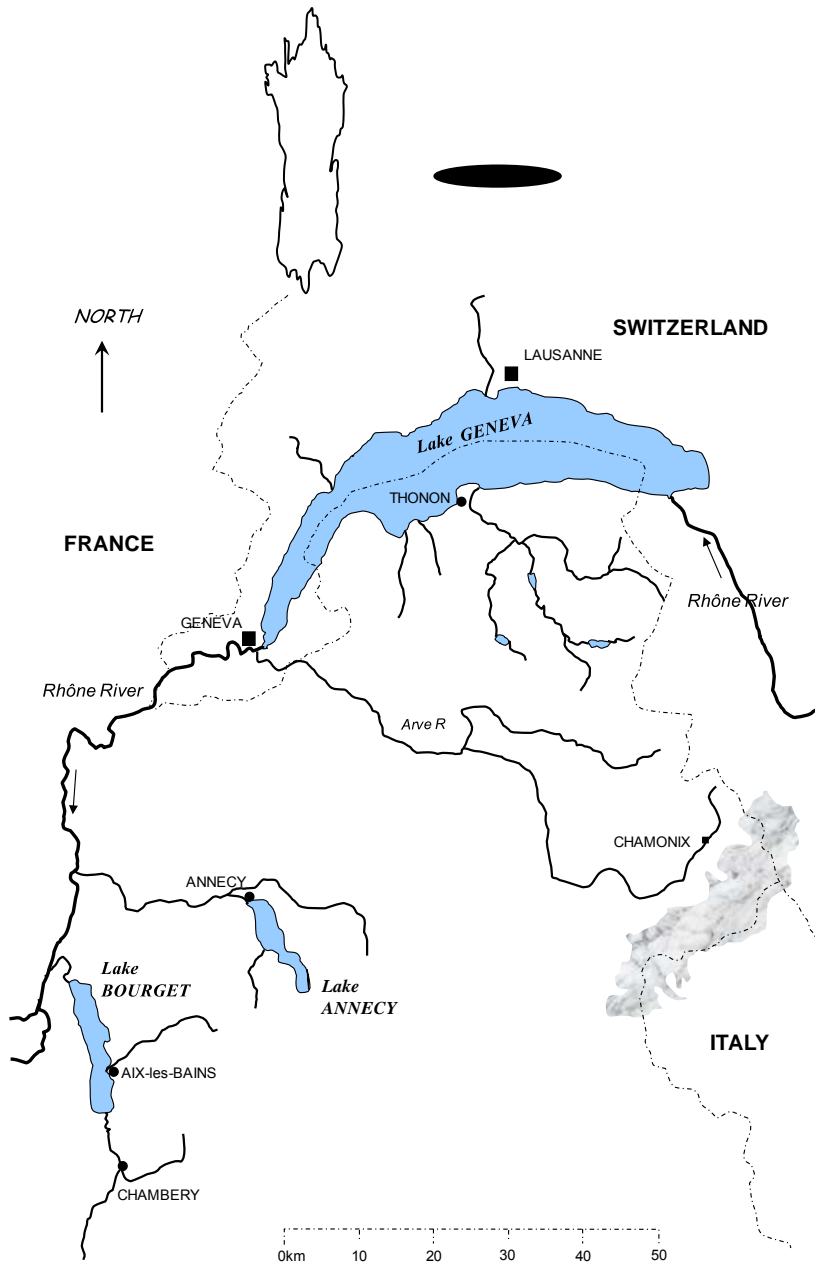 NORTH
SWITZERLAND
LAUSANNE
Lake GENEVA
THONON
FRANCE
Rhône River
GENEVA
Rhône River
Arve R
CHAMONIX
ANNECY
Lake
BOURGET
Lake
ANNECY
ITALY
AIX-les-BAINS
CHAMBERY
0km 10 20 30 40 50